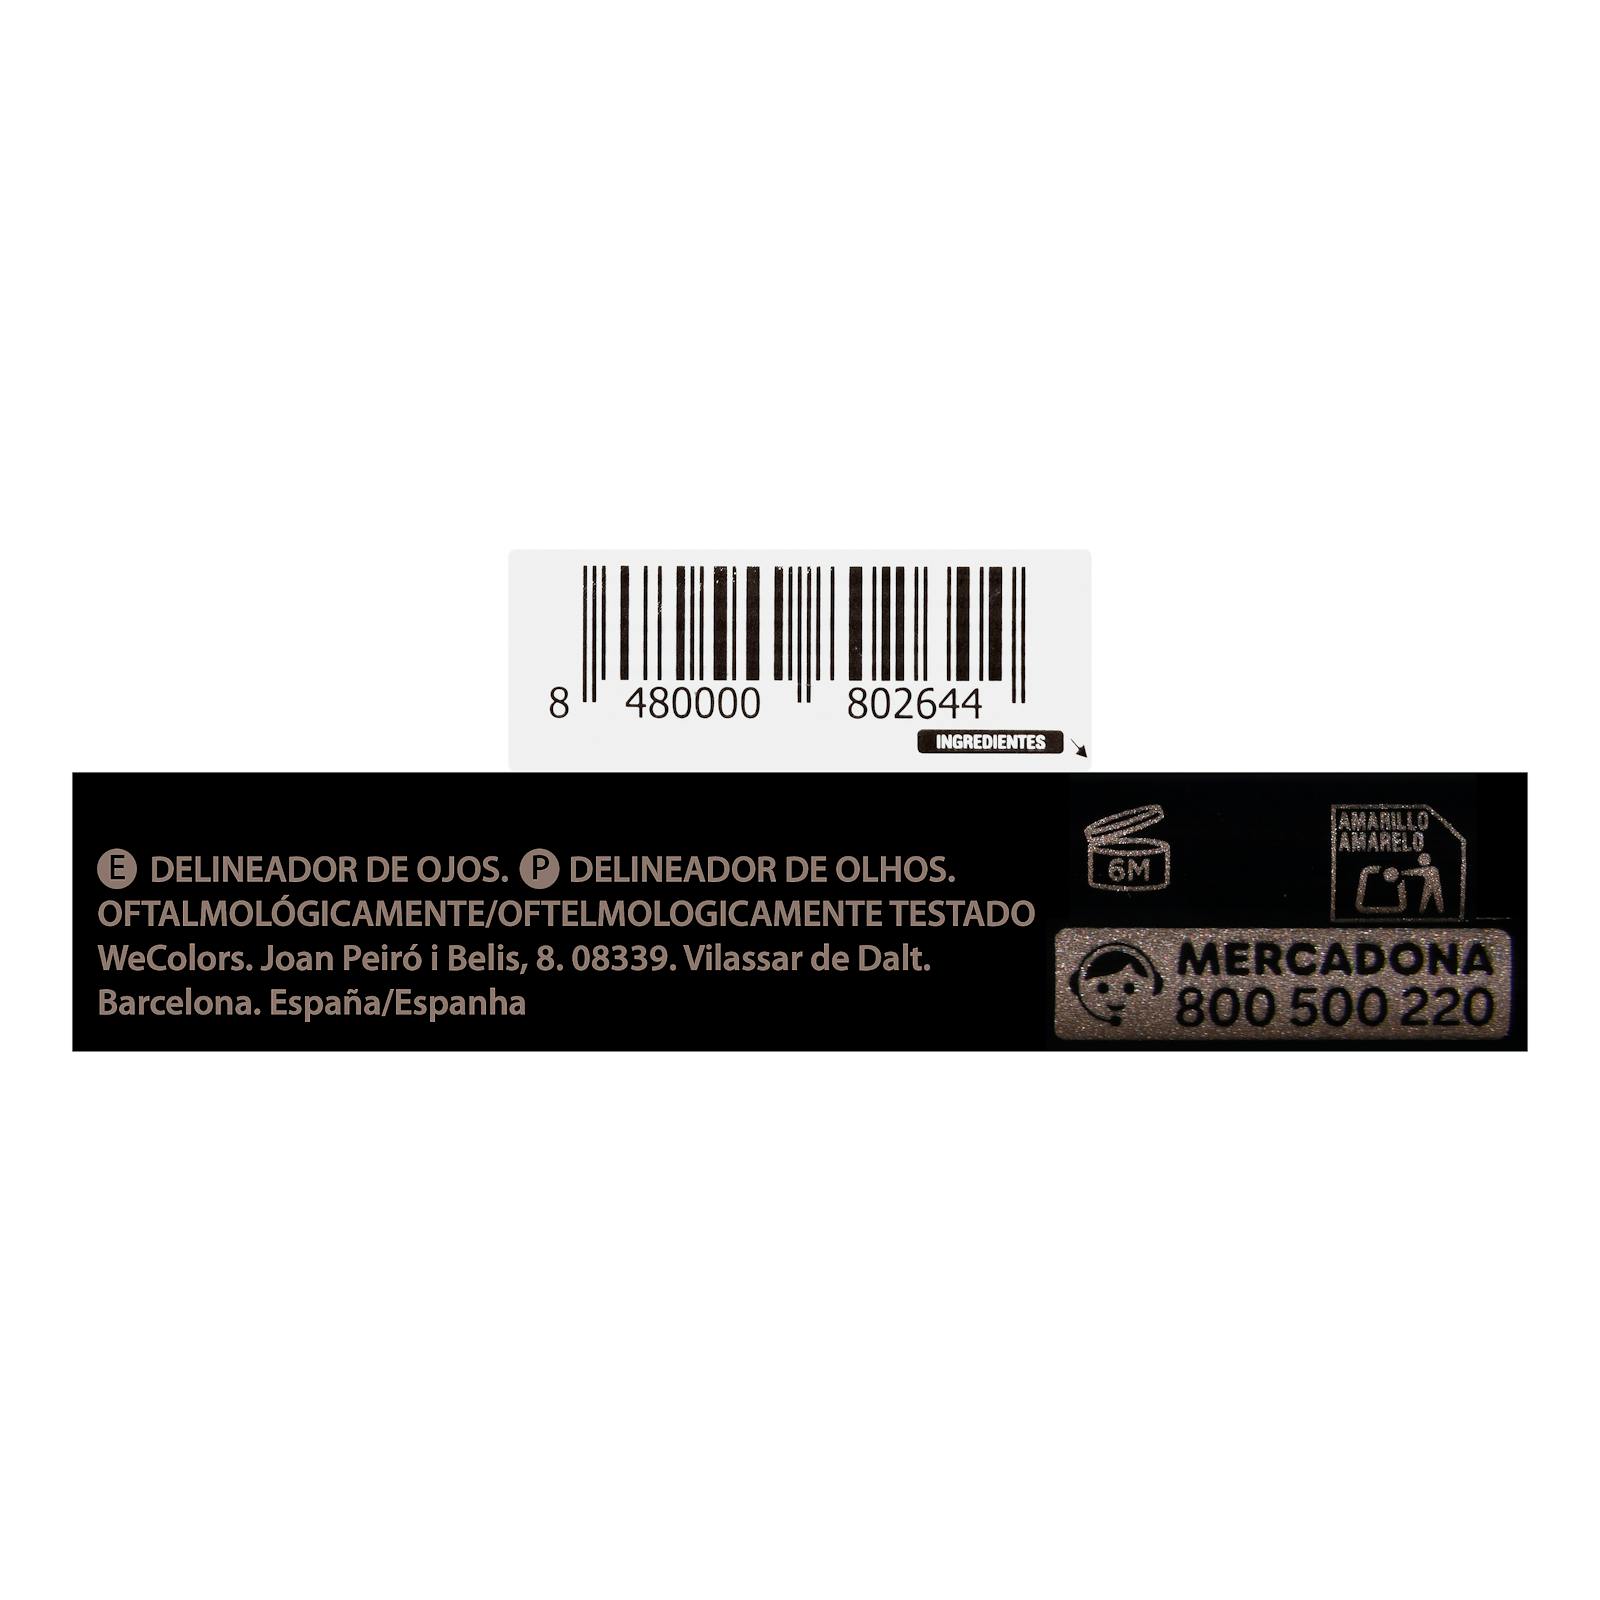 8 480000 802644
INGREDIENTES
E DELINEADOR DE OJOS. P DELINEADOR DE OLHOS.
OFTALMOLÓGICAMENTE/OFTELMOLOGICAMENTE TESTADO
WeColors. Joan Peiró i Belis, 8. 08339. Vilassar de Dalt.
Barcelona. España/Espanha
6M
AMARILLO
AMARELO
MERCADONA
800 500 220